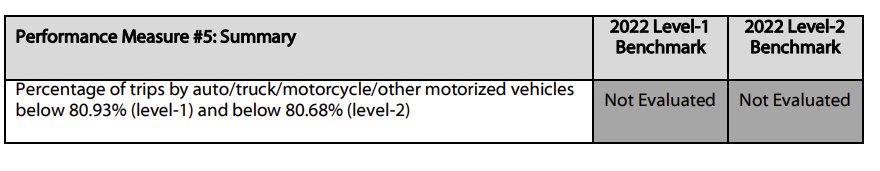 Performance Measure #5: Summary
2022 Level-1
Benchmark
2022 Level-2
Benchmark
Percentage of trips by auto/truck/motorcycle/other motorized vehicles
below 80.93% (level-1) and below 80.68% (level-2)
Not Evaluated
Not Evaluated